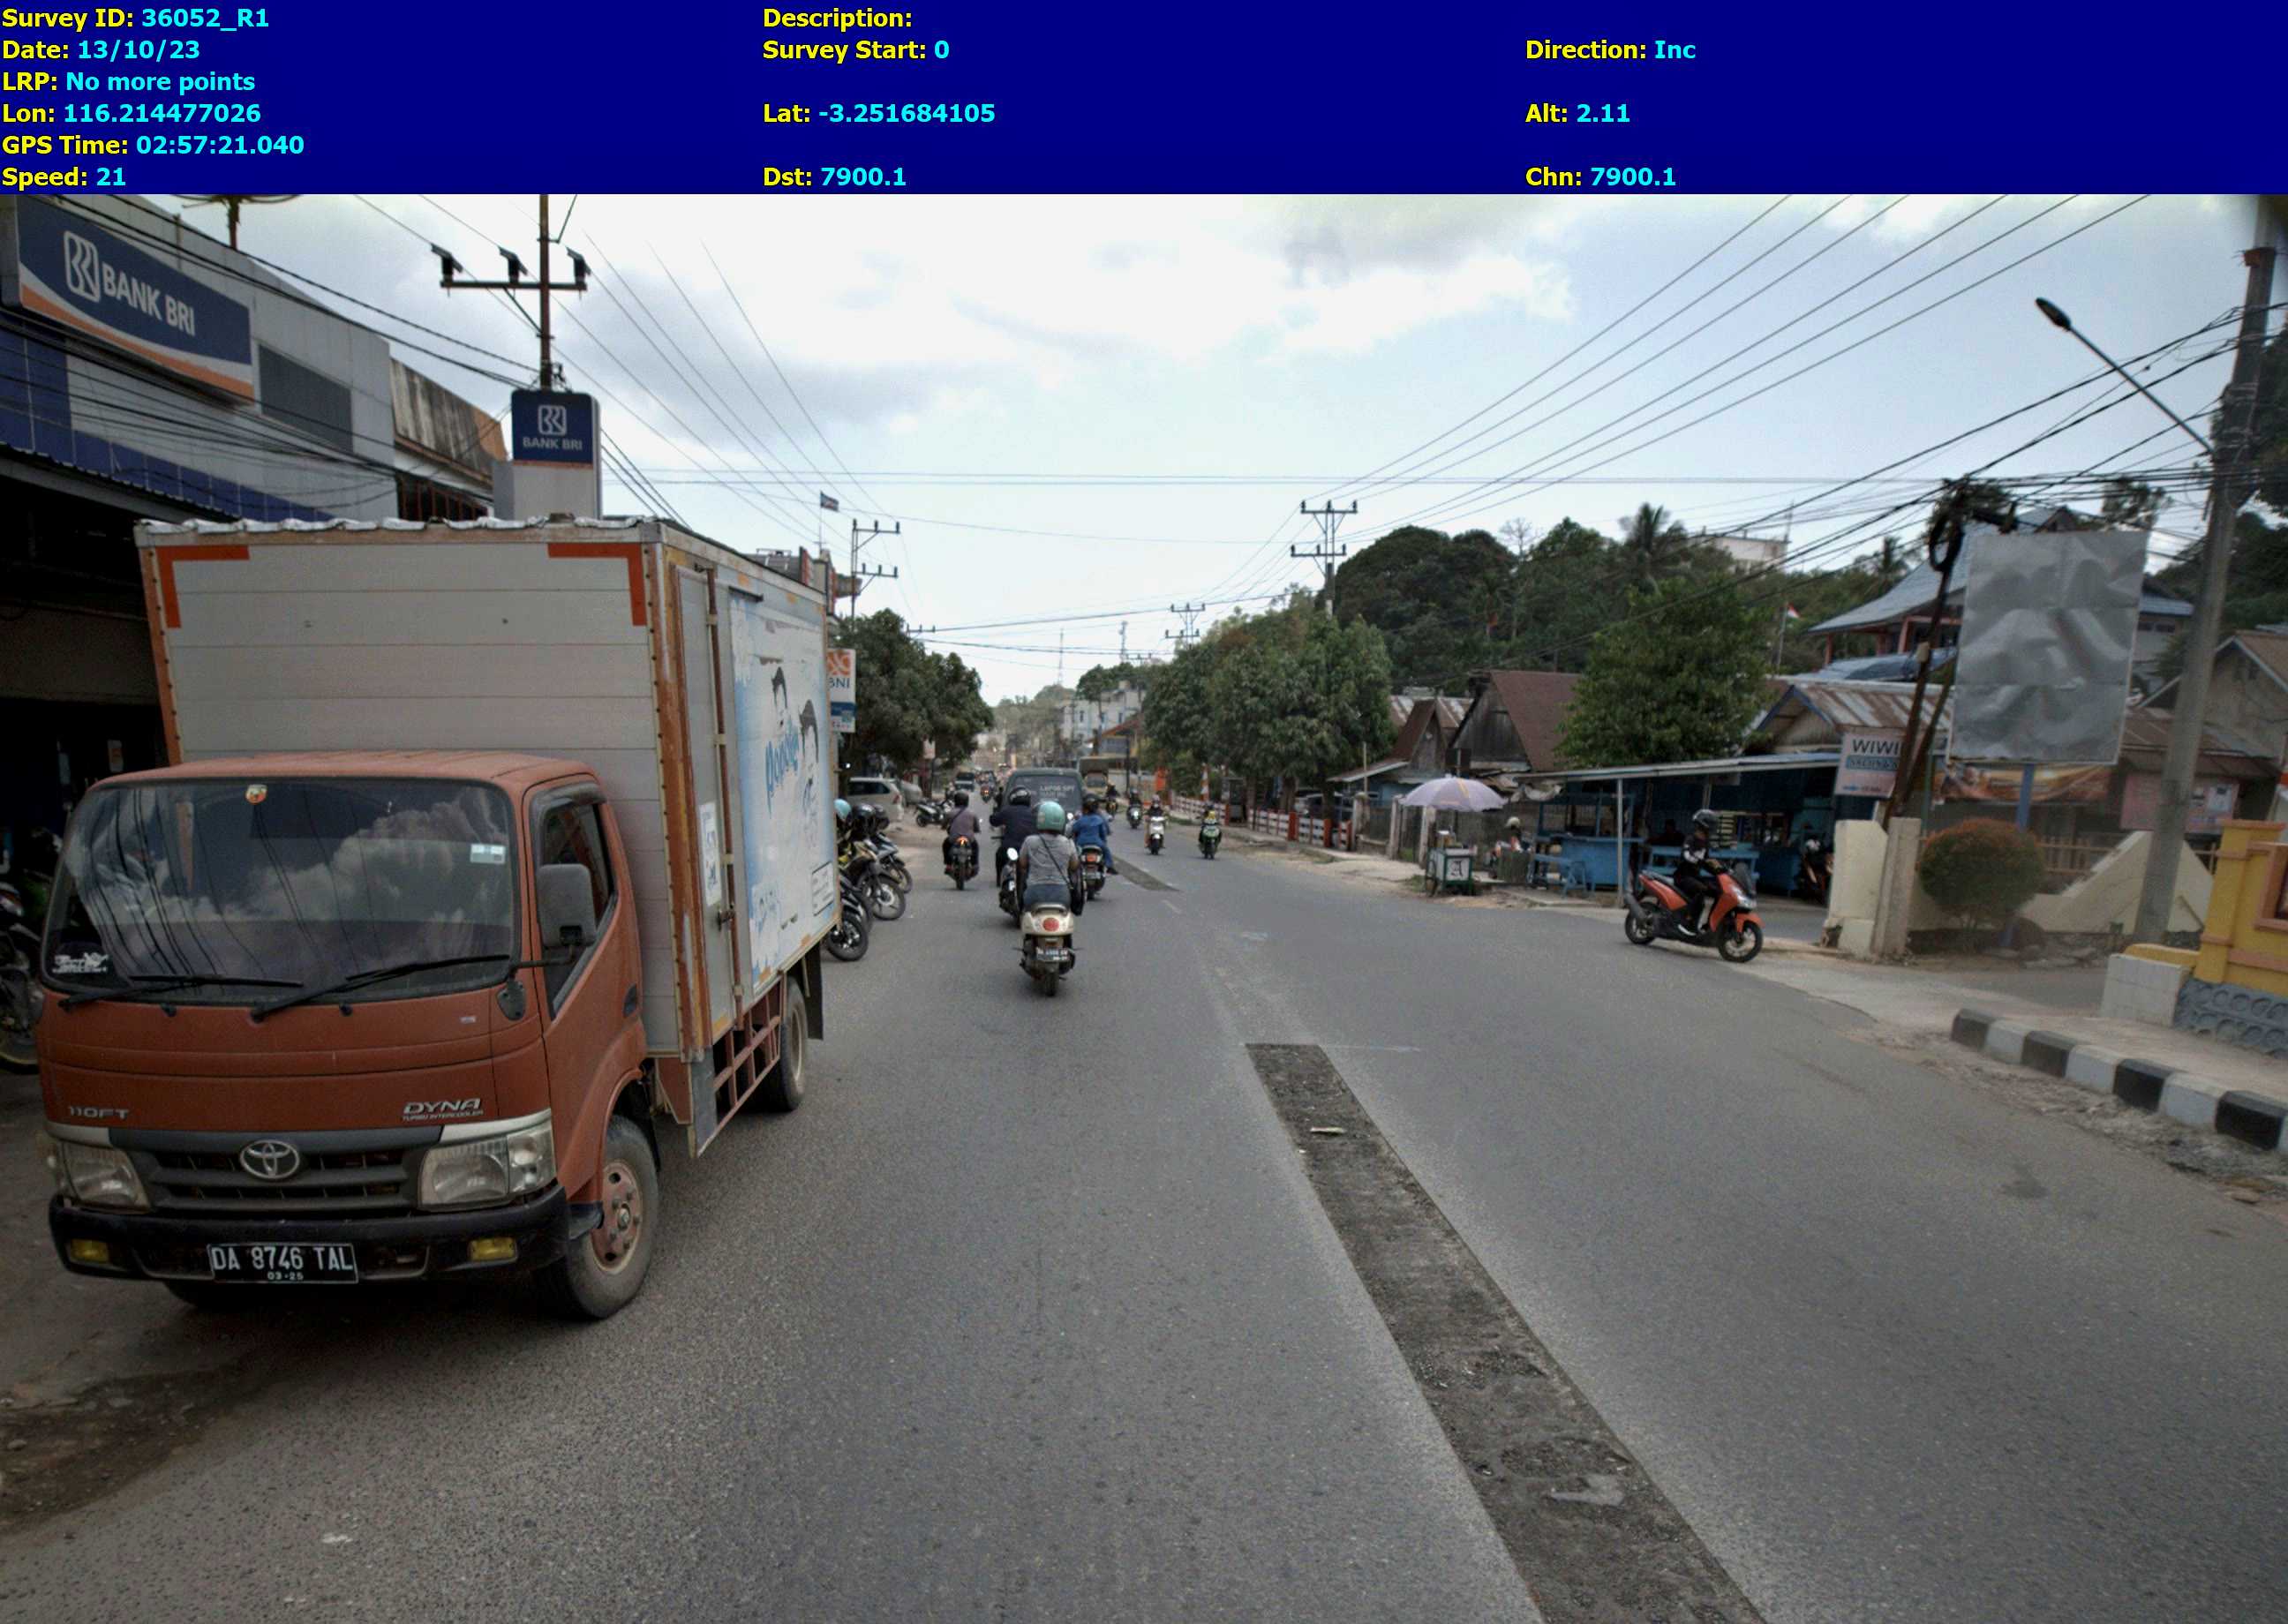 Survey ID: 36052_R1
Description:
Date: 13/10/23
Survey Start: 0
Direction: Inc
LRP: No more points
Lon: 116.214477026
Lat: -3.251684105
Alt: 2.11
GPS Time: 02:57:21.040
Speed: 21
Dst: 7900.1
Chn: 7900.1
BANK BRI
BANK BRI
BNI
WIWI
110FT
DYNA
TURBO INTERCOOLER
DA 8746 TAL
03-25